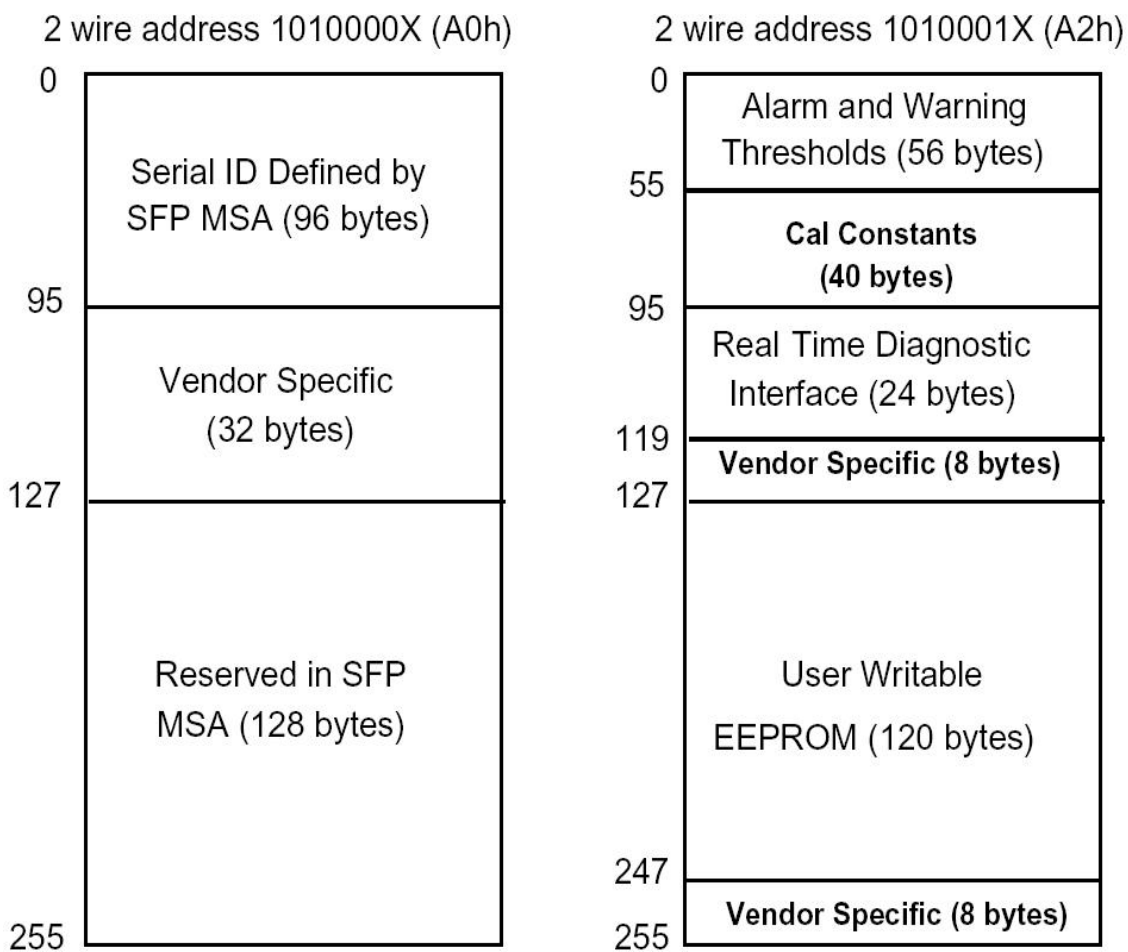 2 wire address 1010000X (A0h)
0
Serial ID Defined by
SFP MSA (96 bytes)
95
Vendor Specific
(32 bytes)
127
Reserved in SFP
MSA (128 bytes)
255
2 wire address 1010001X (A2h)
0
Alarm and Warning
Thresholds (56 bytes)
55
Cal Constants
(40 bytes)
95
Real Time Diagnostic
Interface (24 bytes)
119
Vendor Specific (8 bytes)
127
User Writable
EEPROM (120 bytes)
247
Vendor Specific (8 bytes)
255